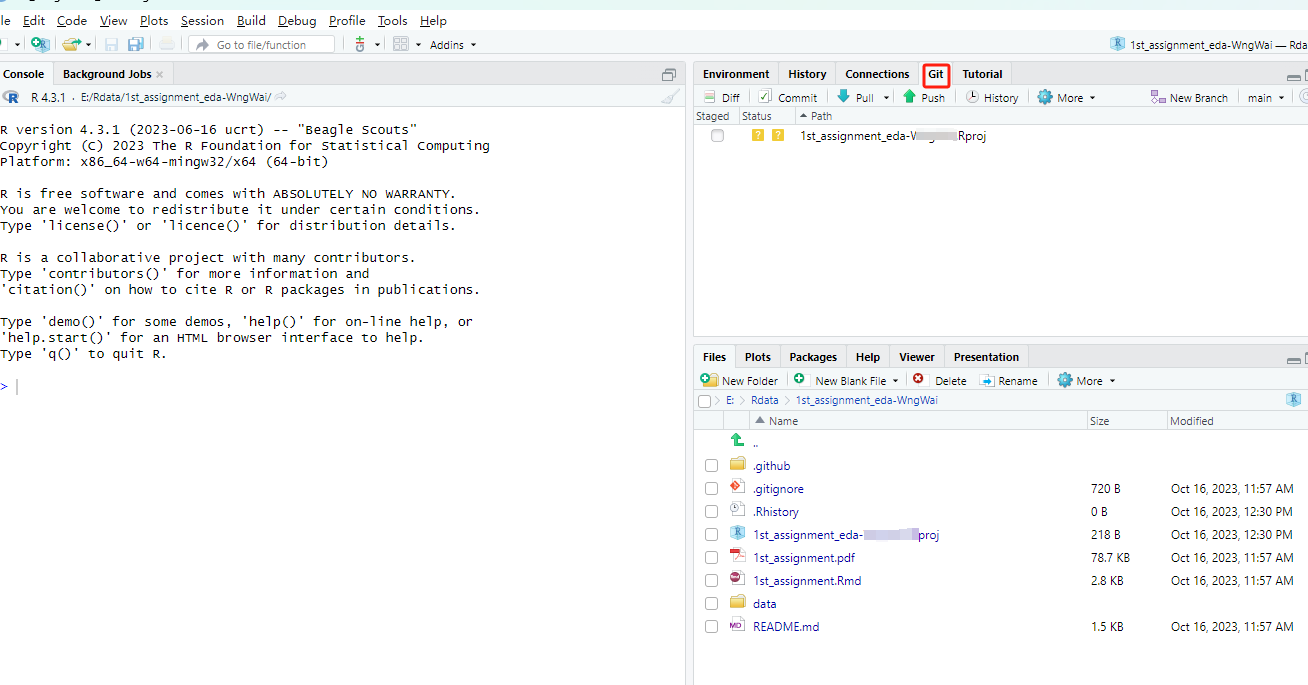 le Edit Code View Plots Session Build Debug Profile Tools Help
Go to file/function Addins 1st_assignment_eda-WngWai — Rda
Console Background Jobs
R 4.3.1 · E:/Rdata/1st_assignment_eda-WngWai/
R version 4.3.1 (2023-06-16 ucrt) -- "Beagle Scouts"
Copyright (C) 2023 The R Foundation for Statistical Computing
Platform: x86_64-w64-mingw32/x64 (64-bit)
R is free software and comes with ABSOLUTELY NO WARRANTY.
You are welcome to redistribute it under certain conditions.
Type 'license()' or 'licence()' for distribution details.
R is a collaborative project with many contributors.
Type 'contributors()' for more information and
'citation()' on how to cite R or R packages in publications.
Type 'demo()' for some demos, 'help()' for on-line help, or
'help.start()' for an HTML browser interface to help.
Type 'q()' to quit R.
>
Environment History Connections Git Tutorial
Diff Commit Pull Push History More New Branch main
Staged Status Path
? ? 1st_assignment_eda- Rproj
Files Plots Packages Help Viewer Presentation
New Folder New Blank File Delete Rename More
E: Rdata 1st_assignment_eda-WngWai
Name Size Modified
..
.github
.gitignore 720 B Oct 16, 2023, 11:57 AM
.Rhistory 0 B Oct 16, 2023, 12:30 PM
1st_assignment_eda- proj 218 B Oct 16, 2023, 12:30 PM
1st_assignment.pdf 78.7 KB Oct 16, 2023, 11:57 AM
1st_assignment.Rmd 2.8 KB Oct 16, 2023, 11:57 AM
data
README.md 1.5 KB Oct 16, 2023, 11:57 AM